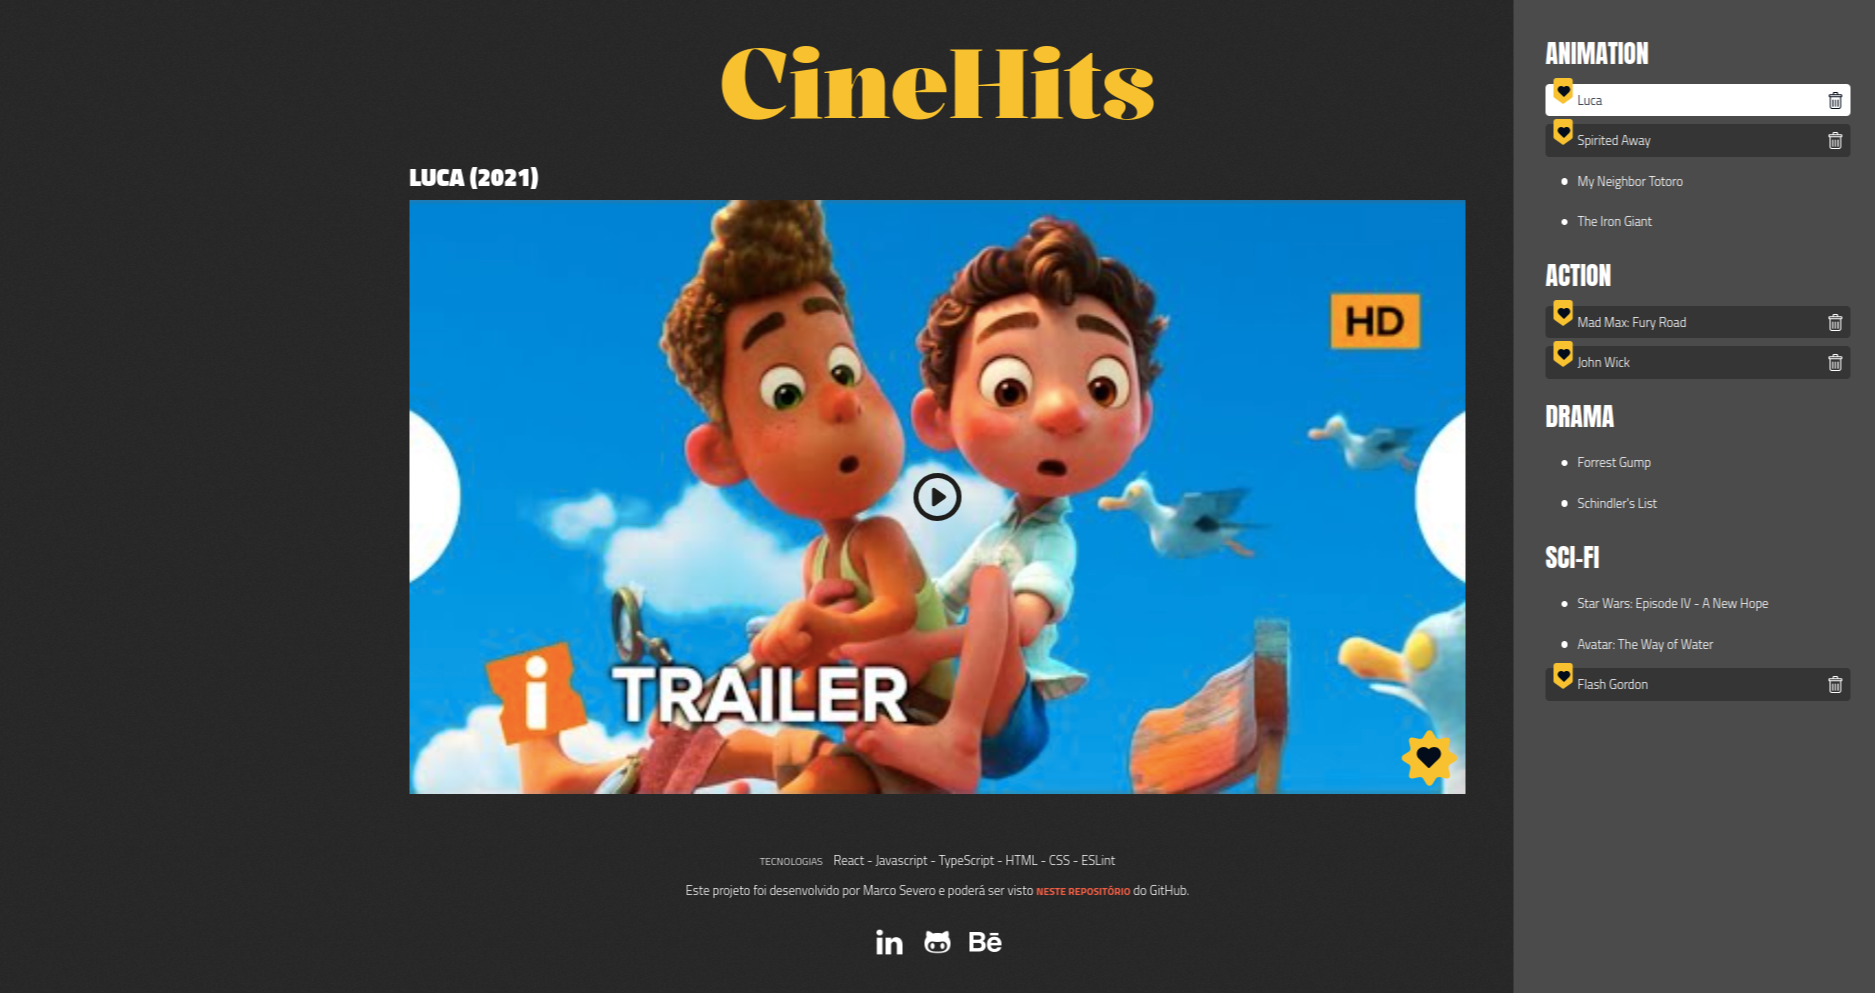 CineHits
LUCA (2021)
HD
i TRAILER
TECNOLOGIAS React - Javascript - TypeScript - HTML - CSS - ESLint
Este projeto foi desenvolvido por Marco Severo e poderá ser visto NESTE REPOSITÓRIO do GitHub.
in Bē
ANIMATION
Luca
Spirited Away
My Neighbor Totoro
The Iron Giant
ACTION
Mad Max: Fury Road
John Wick
DRAMA
Forrest Gump
Schindler's List
SCI-FI
Star Wars: Episode IV - A New Hope
Avatar: The Way of Water
Flash Gordon